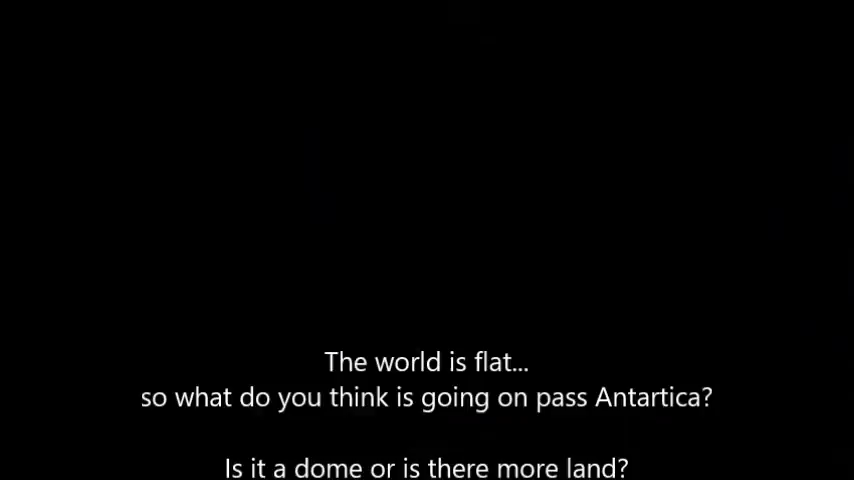 The world is flat...
so what do you think is going on pass Antartica?
Is it a dome or is there more land?